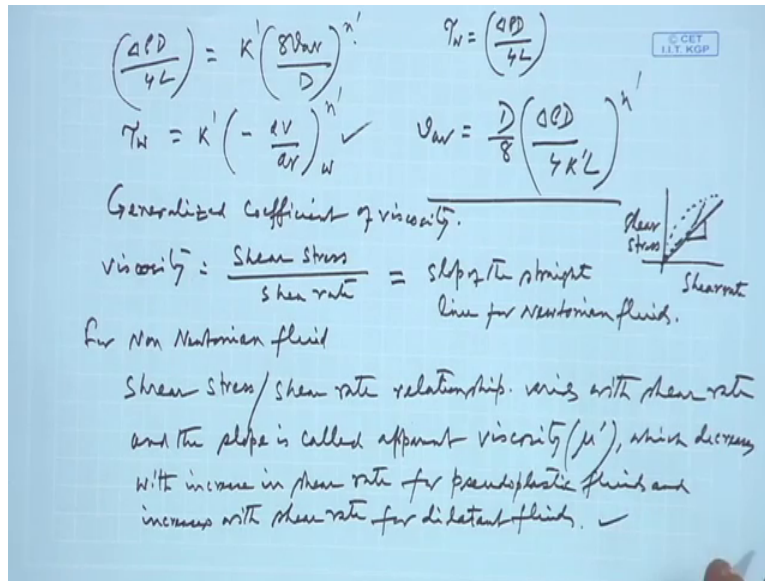 (ΔPD/4L) = K'(8Vav/D)^n'. τw = (ΔPD/4L)
© CET
I.I.T. KGP
τw = K'(- dv/dr)w^n' ✓ Vav = D/8 (ΔPD/4K'L)^n'
Generalized Coefficient of viscosity.
viscosity = Shear Stress/shear rate = slope of the straight
line for Newtonian fluids.
Shear
stress
Shear rate
For Non Newtonian fluid
Shear Stress/shear rate relationship varies with shear rate
and the slope is called apparent viscosity (μ'), which decreases
with increase in shear rate for pseudoplastic fluids and
increases with shear rate for dilatant fluids. ✓